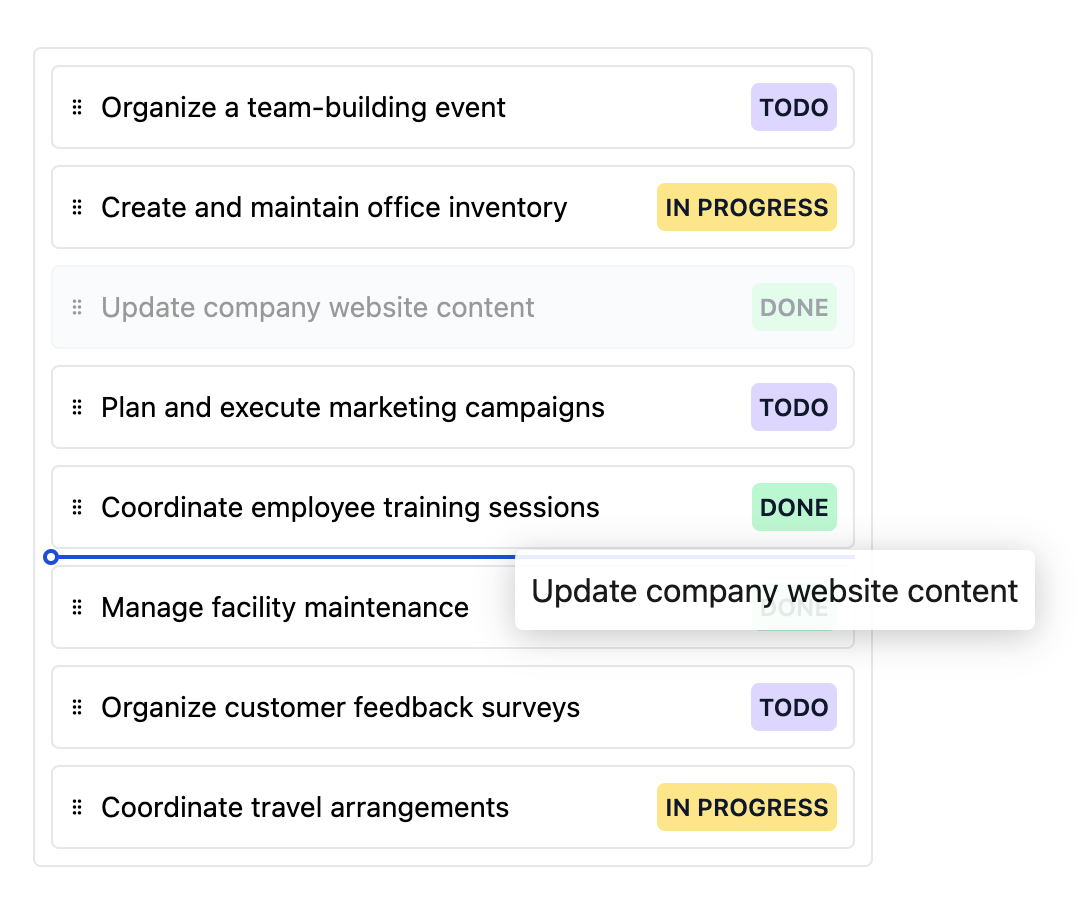 Organize a team-building event TODO
Create and maintain office inventory IN PROGRESS
Update company website content DONE
Plan and execute marketing campaigns TODO
Coordinate employee training sessions DONE
Update company website content
Manage facility maintenance DONE
Organize customer feedback surveys TODO
Coordinate travel arrangements IN PROGRESS